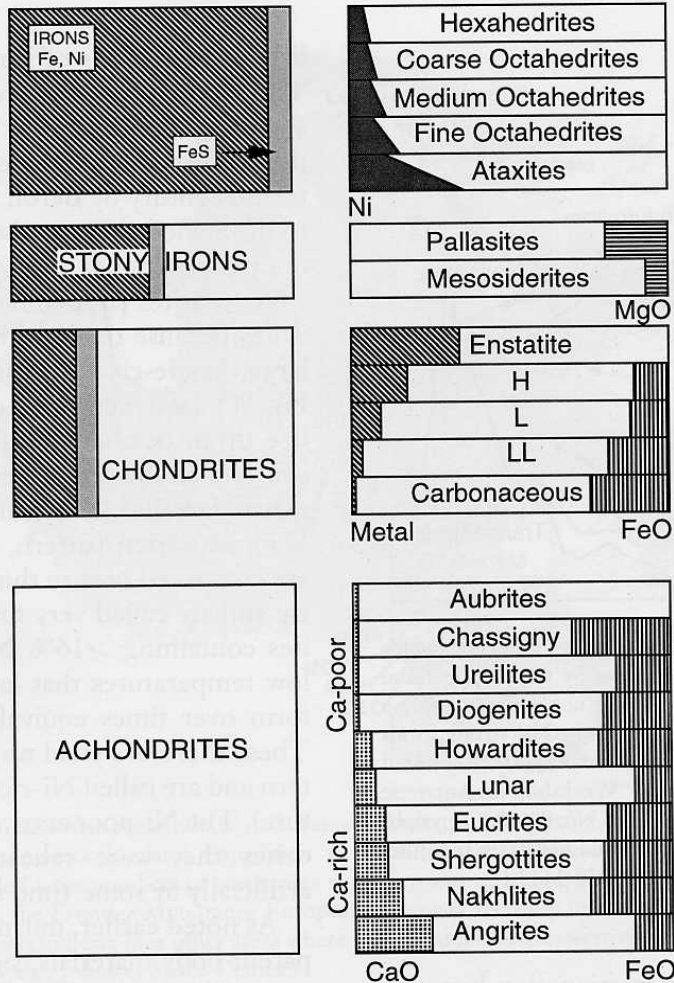 IRONS
Fe, Ni
FeS
Hexahedrites
Coarse Octahedrites
Medium Octahedrites
Fine Octahedrites
Ataxites
Ni
STONY IRONS
Pallasites
Mesosiderites
MgO
CHONDRITES
Enstatite
H
L
LL
Carbonaceous
Metal
FeO
ACHONDRITES
Ca-poor
Ca-rich
Aubrites
Chassigny
Ureilites
Diogenites
Howardites
Lunar
Eucrites
Shergottites
Nakhlites
Angrites
CaO
FeO